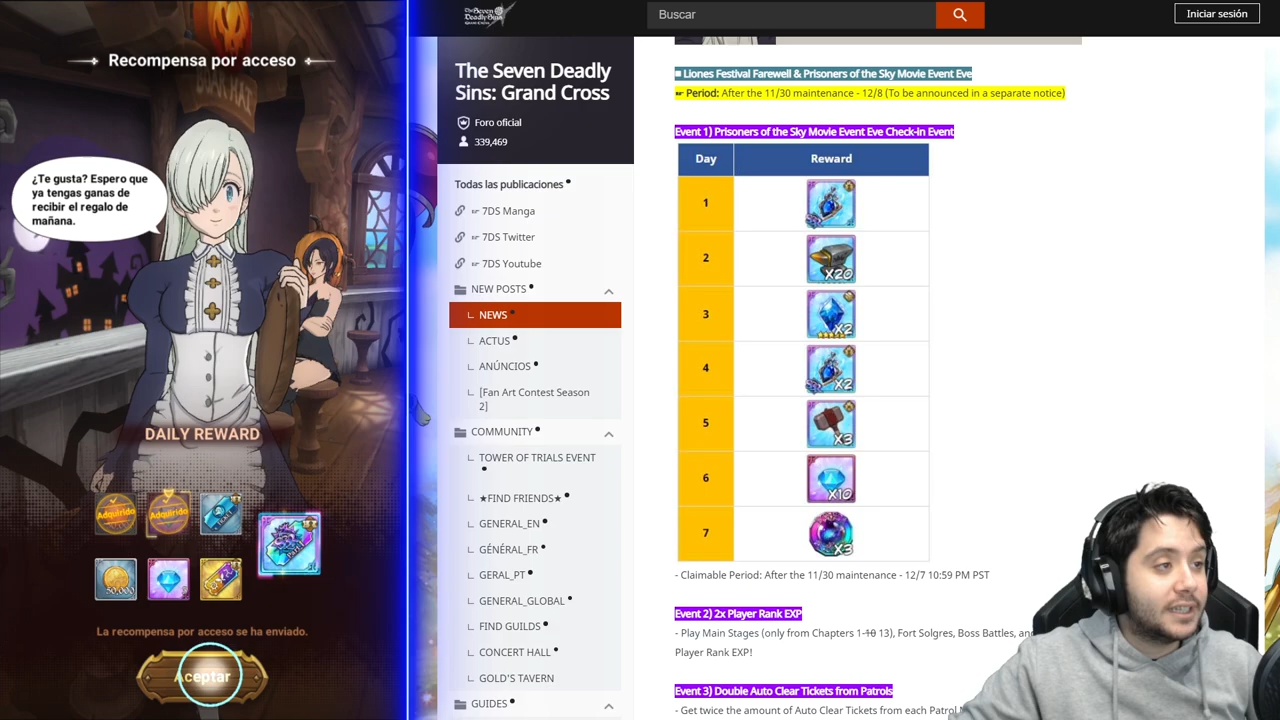 Recompensa por acceso
¿Te gusta? Espero que
ya tengas ganas de
recibir el regalo de
mañana.
DAILY REWARD
Adquirido
Adquirido
La recompensa por acceso se ha enviado.
Aceptar
The Seven
Deadly Sins
Buscar
Iniciar sesión
The Seven Deadly
Sins: Grand Cross
Foro oficial
339,469
Todas las publicaciones
☞ 7DS Manga
☞ 7DS Twitter
☞ 7DS Youtube
NEW POSTS
NEWS
ACTUS
ANÚNCIOS
[Fan Art Contest Season
2]
COMMUNITY
TOWER OF TRIALS EVENT
★FIND FRIENDS★
GENERAL_EN
GÉNÉRAL_FR
GERAL_PT
GENERAL_GLOBAL
FIND GUILDS
CONCERT HALL
GOLD'S TAVERN
GUIDES
■ Liones Festival Farewell & Prisoners of the Sky Movie Event Eve
☛ Period: After the 11/30 maintenance - 12/8 (To be announced in a separate notice)
Event 1) Prisoners of the Sky Movie Event Eve Check-in Event
Day Reward
1
2 X20
3 X2
4 X2
5 X3
6 X10
7 X3
- Claimable Period: After the 11/30 maintenance - 12/7 10:59 PM PST
Event 2) 2x Player Rank EXP
- Play Main Stages (only from Chapters 1-10 13), Fort Solgres, Boss Battles, and
Player Rank EXP!
Event 3) Double Auto Clear Tickets from Patrols
- Get twice the amount of Auto Clear Tickets from each Patrol